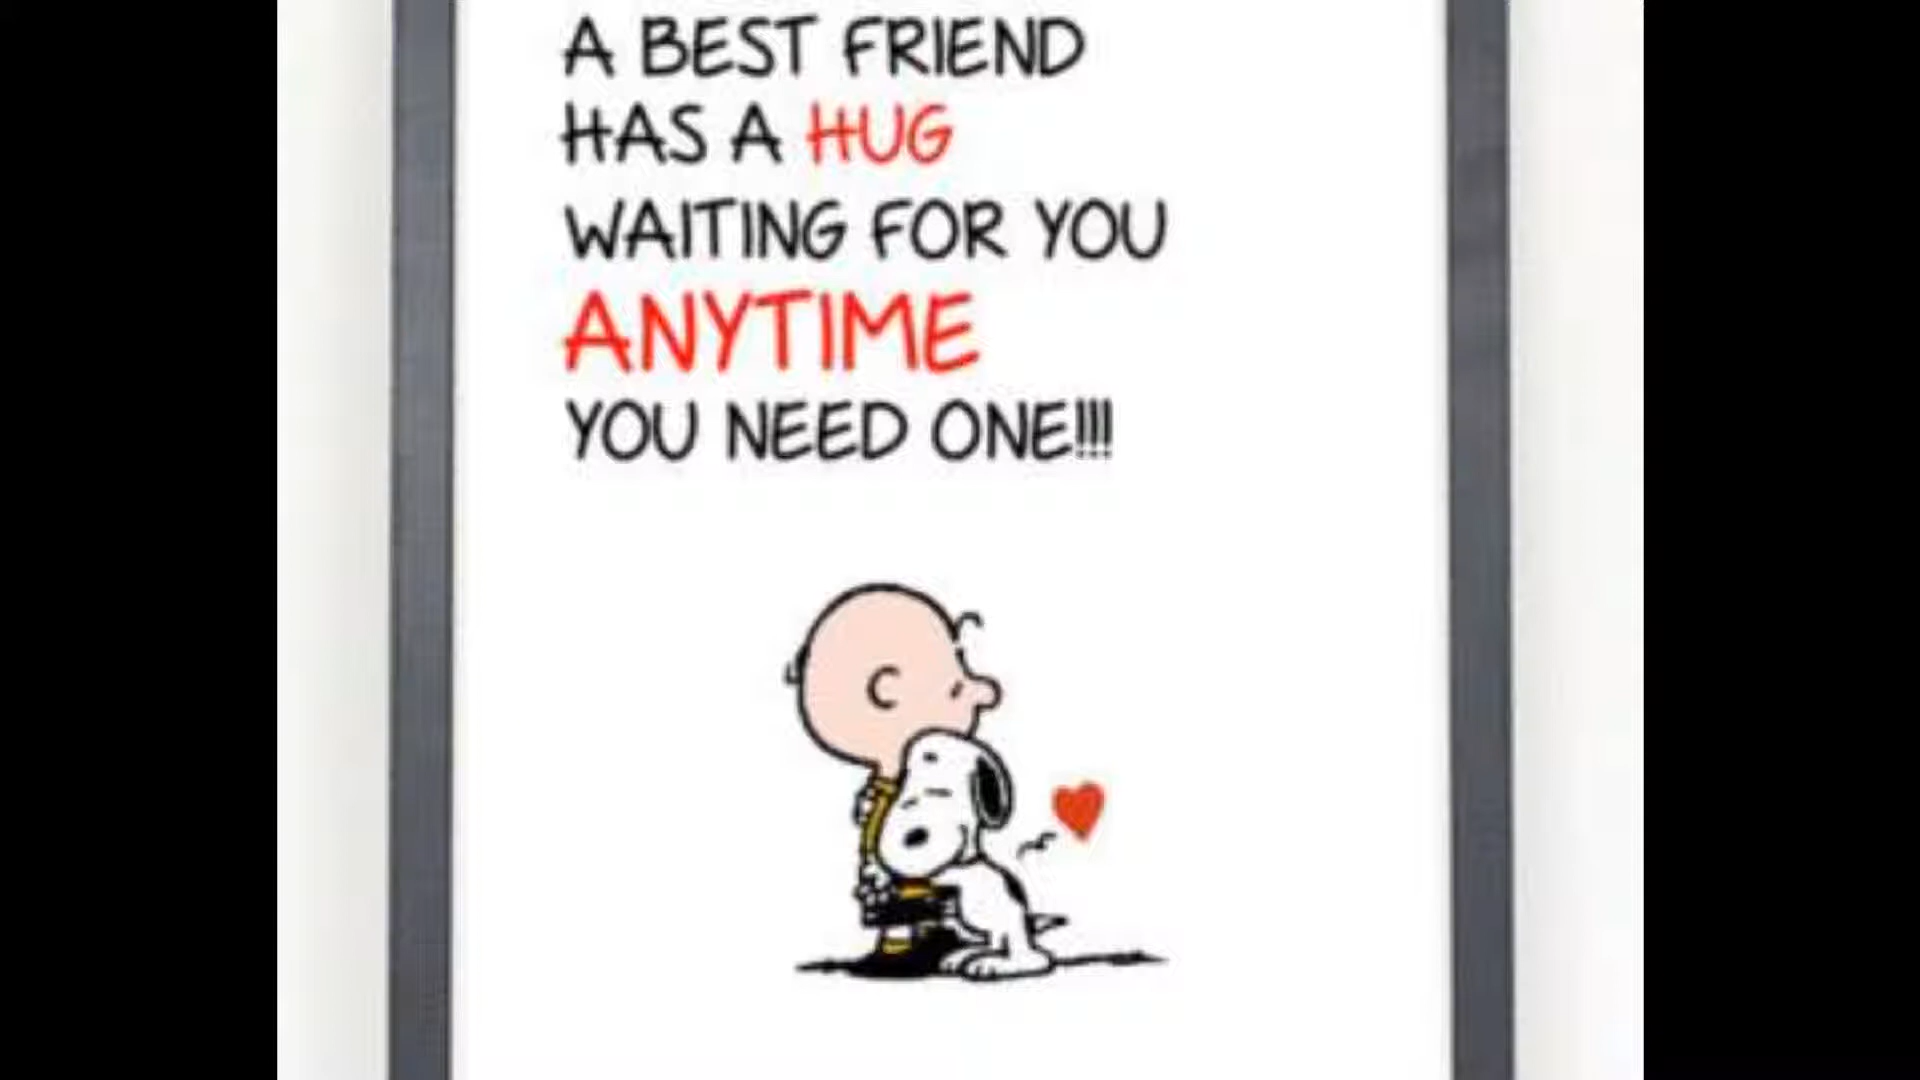 A BEST FRIEND
HAS A HUG
WAITING FOR YOU
ANYTIME
YOU NEED ONE!!!